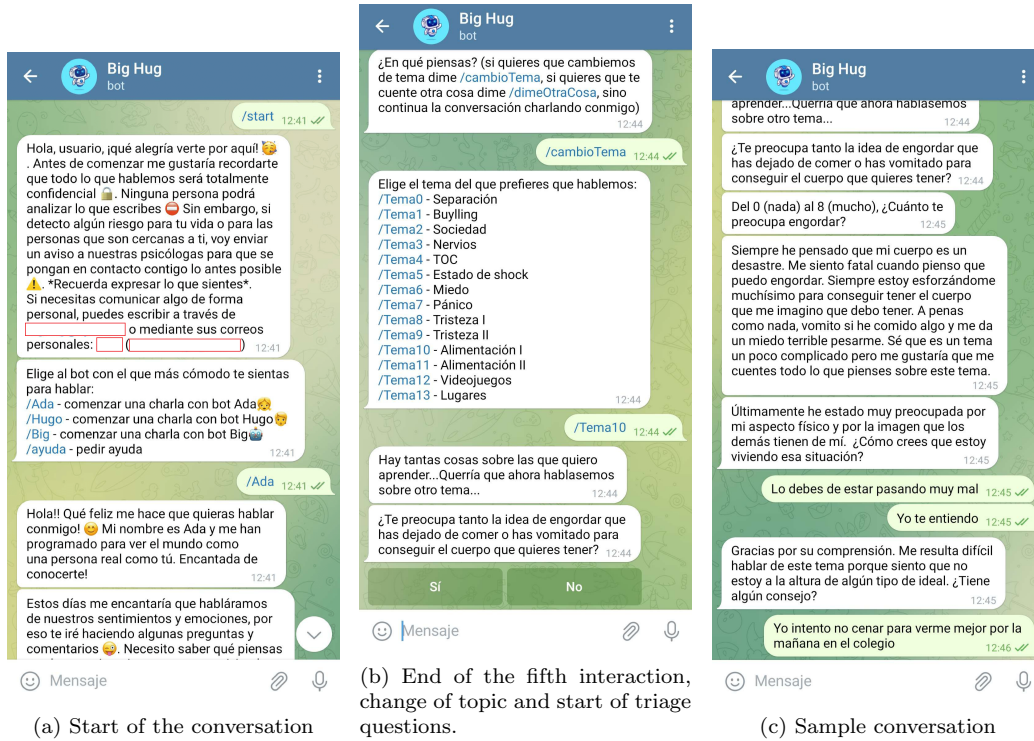 Big Hug
bot
/start 12:41
Hola, usuario, ¡qué alegría verte por aquí! 🥳
. Antes de comenzar me gustaría recordarte
que todo lo que hablemos será totalmente
confidencial 🔒. Ninguna persona podrá
analizar lo que escribes ⛔ Sin embargo, si
detecto algún riesgo para tu vida o para las
personas que son cercanas a ti, voy enviar
un aviso a nuestras psicólogas para que se
pongan en contacto contigo lo antes posible
⚠️. *Recuerda expresar lo que sientes*.
Si necesitas comunicar algo de forma
personal, puedes escribir a través de
o mediante sus correos
personales: ( ) 12:41
Elige al bot con el que más cómodo te sientas
para hablar:
/Ada - comenzar una charla con bot Ada👧
/Hugo - comenzar una charla con bot Hugo👦
/Big - comenzar una charla con bot Big🤖
/ayuda - pedir ayuda
12:41
/Ada 12:41
Hola!! Qué feliz me hace que quieras hablar
conmigo! 😊 Mi nombre es Ada y me han
programado para ver el mundo como
una persona real como tú. Encantada de
conocerte!
12:41
Estos días me encantaría que habláramos
de nuestros sentimientos y emociones, por
eso te iré haciendo algunas preguntas y
comentarios 😜. Necesito saber qué piensas
Mensaje
(a) Start of the conversation
Big Hug
bot
¿En qué piensas? (si quieres que cambiemos
de tema dime /cambioTema, si quieres que te
cuente otra cosa dime /dimeOtraCosa, sino
continua la conversación charlando conmigo)
12:44
/cambioTema 12:44
Elige el tema del que prefieres que hablemos:
/Tema0 - Separación
/Tema1 - Buylling
/Tema2 - Sociedad
/Tema3 - Nervios
/Tema4 - TOC
/Tema5 - Estado de shock
/Tema6 - Miedo
/Tema7 - Pánico
/Tema8 - Tristeza I
/Tema9 - Tristeza II
/Tema10 - Alimentación I
/Tema11 - Alimentación II
/Tema12 - Videojuegos
/Tema13 - Lugares
12:44
/Tema10 12:44
Hay tantas cosas sobre las que quiero
aprender...Querría que ahora hablasemos
sobre otro tema... 12:44
¿Te preocupa tanto la idea de engordar que
has dejado de comer o has vomitado para
conseguir el cuerpo que quieres tener? 12:44
Sí No
Mensaje
(b) End of the fifth interaction,
change of topic and start of triage
questions.
Big Hug
bot
aprender...Querría que ahora hablasemos
sobre otro tema... 12:44
¿Te preocupa tanto la idea de engordar que
has dejado de comer o has vomitado para
conseguir el cuerpo que quieres tener? 12:44
Del 0 (nada) al 8 (mucho), ¿Cuánto te
preocupa engordar? 12:45
Siempre he pensado que mi cuerpo es un
desastre. Me siento fatal cuando pienso que
puedo engordar. Siempre estoy esforzándome
muchísimo para conseguir tener el cuerpo
que me imagino que debo tener. A penas
como nada, vomito si he comido algo y me da
un miedo terrible pesarme. Sé que es un tema
un poco complicado pero me gustaría que me
cuentes todo lo que pienses sobre este tema.
12:45
Últimamente he estado muy preocupada por
mi aspecto físico y por la imagen que los
demás tienen de mí. ¿Cómo crees que estoy
viviendo esa situación? 12:45
Lo debes de estar pasando muy mal 12:45
Yo te entiendo 12:45
Gracias por su comprensión. Me resulta difícil
hablar de este tema porque siento que no
estoy a la altura de algún tipo de ideal. ¿Tiene
algún consejo? 12:45
Yo intento no cenar para verme mejor por la
mañana en el colegio 12:46
Mensaje
(c) Sample conversation